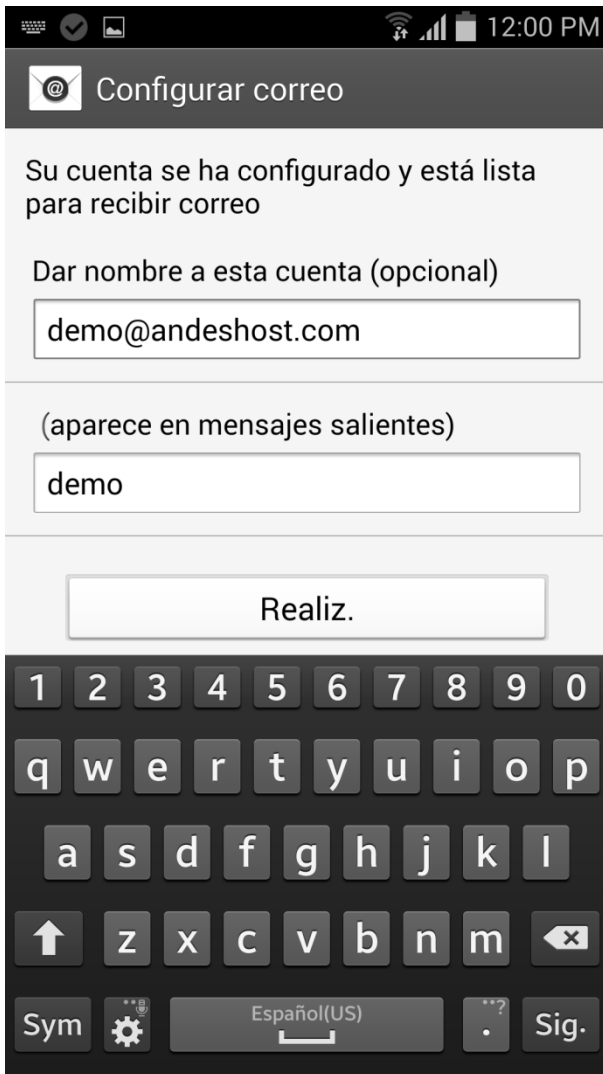 12:00 PM
Configurar correo
Su cuenta se ha configurado y está lista
para recibir correo
Dar nombre a esta cuenta (opcional)
demo@andeshost.com
(aparece en mensajes salientes)
demo
Realiz.
1 2 3 4 5 6 7 8 9 0
q w e r t y u i o p
a s d f g h j k l
z x c v b n m
Sym Español(US) . ? Sig.